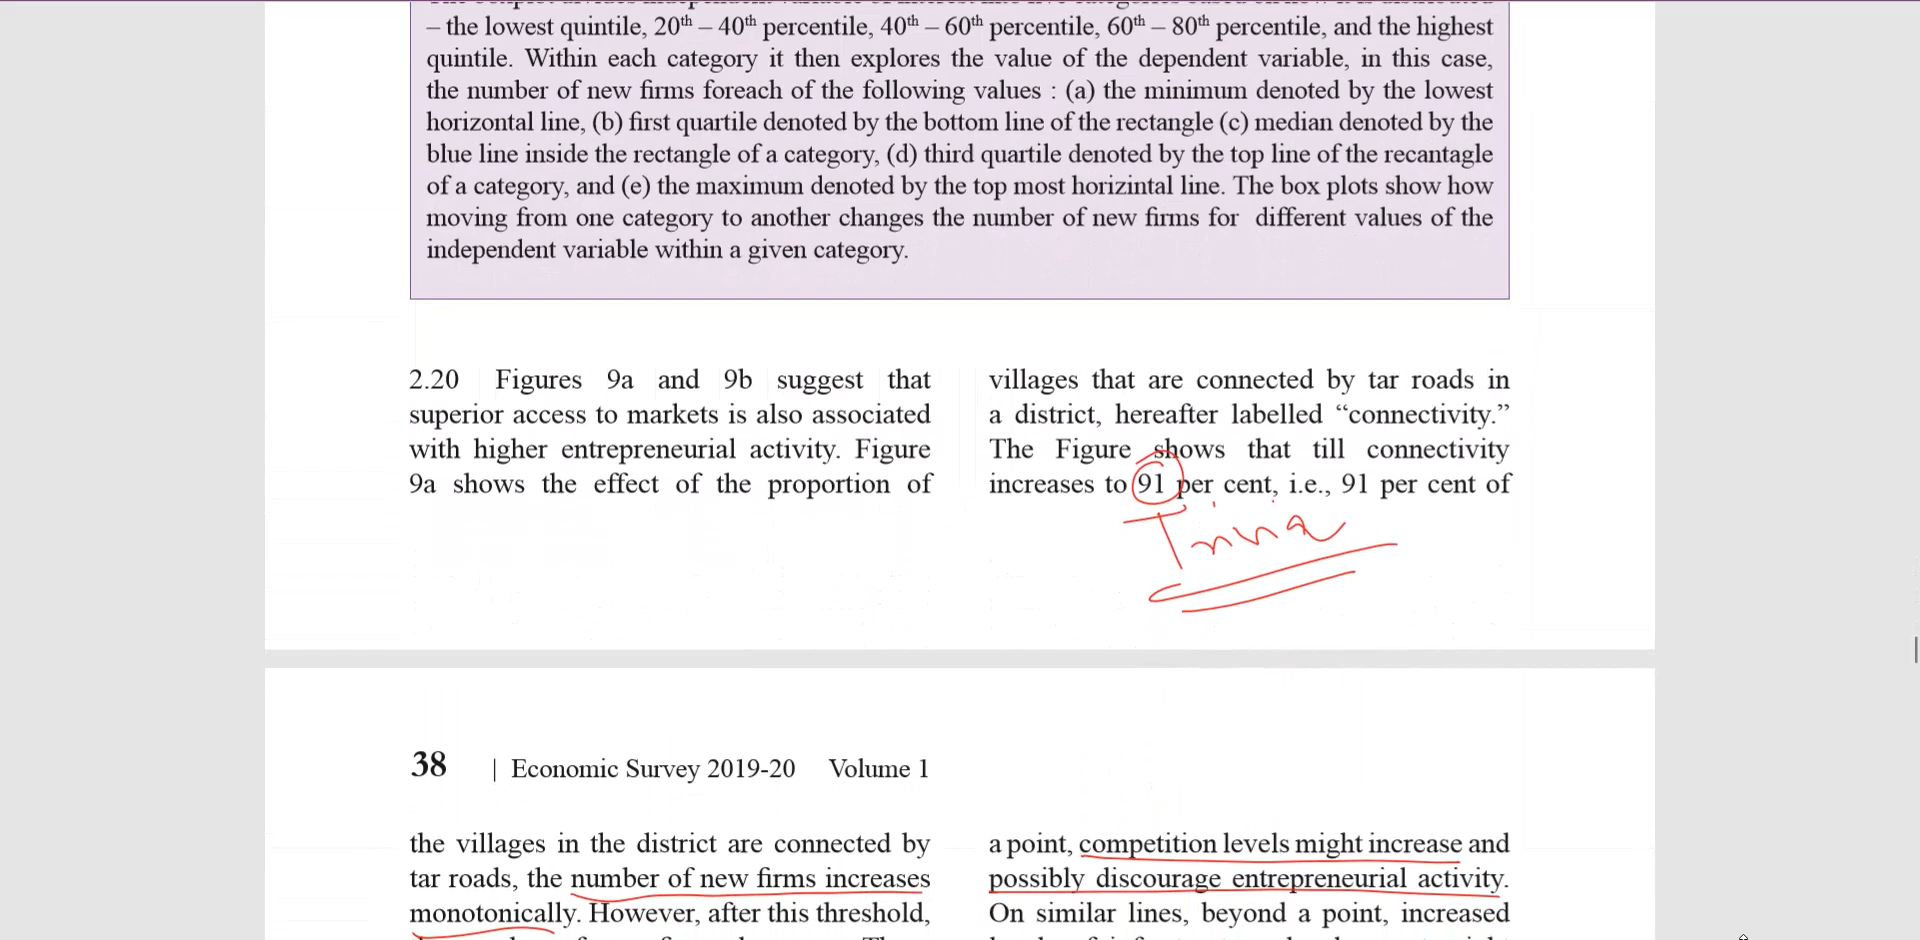 – the lowest quintile, 20th – 40th percentile, 40th – 60th percentile, 60th – 80th percentile, and the highest
quintile. Within each category it then explores the value of the dependent variable, in this case,
the number of new firms foreach of the following values : (a) the minimum denoted by the lowest
horizontal line, (b) first quartile denoted by the bottom line of the rectangle (c) median denoted by the
blue line inside the rectangle of a category, (d) third quartile denoted by the top line of the recantagle
of a category, and (e) the maximum denoted by the top most horizintal line. The box plots show how
moving from one category to another changes the number of new firms for different values of the
independent variable within a given category.
2.20 Figures 9a and 9b suggest that
superior access to markets is also associated
with higher entrepreneurial activity. Figure
9a shows the effect of the proportion of
villages that are connected by tar roads in
a district, hereafter labelled “connectivity.”
The Figure shows that till connectivity
increases to 91 per cent, i.e., 91 per cent of
38 | Economic Survey 2019-20 Volume 1
the villages in the district are connected by
tar roads, the number of new firms increases
monotonically. However, after this threshold,
a point, competition levels might increase and
possibly discourage entrepreneurial activity.
On similar lines, beyond a point, increased